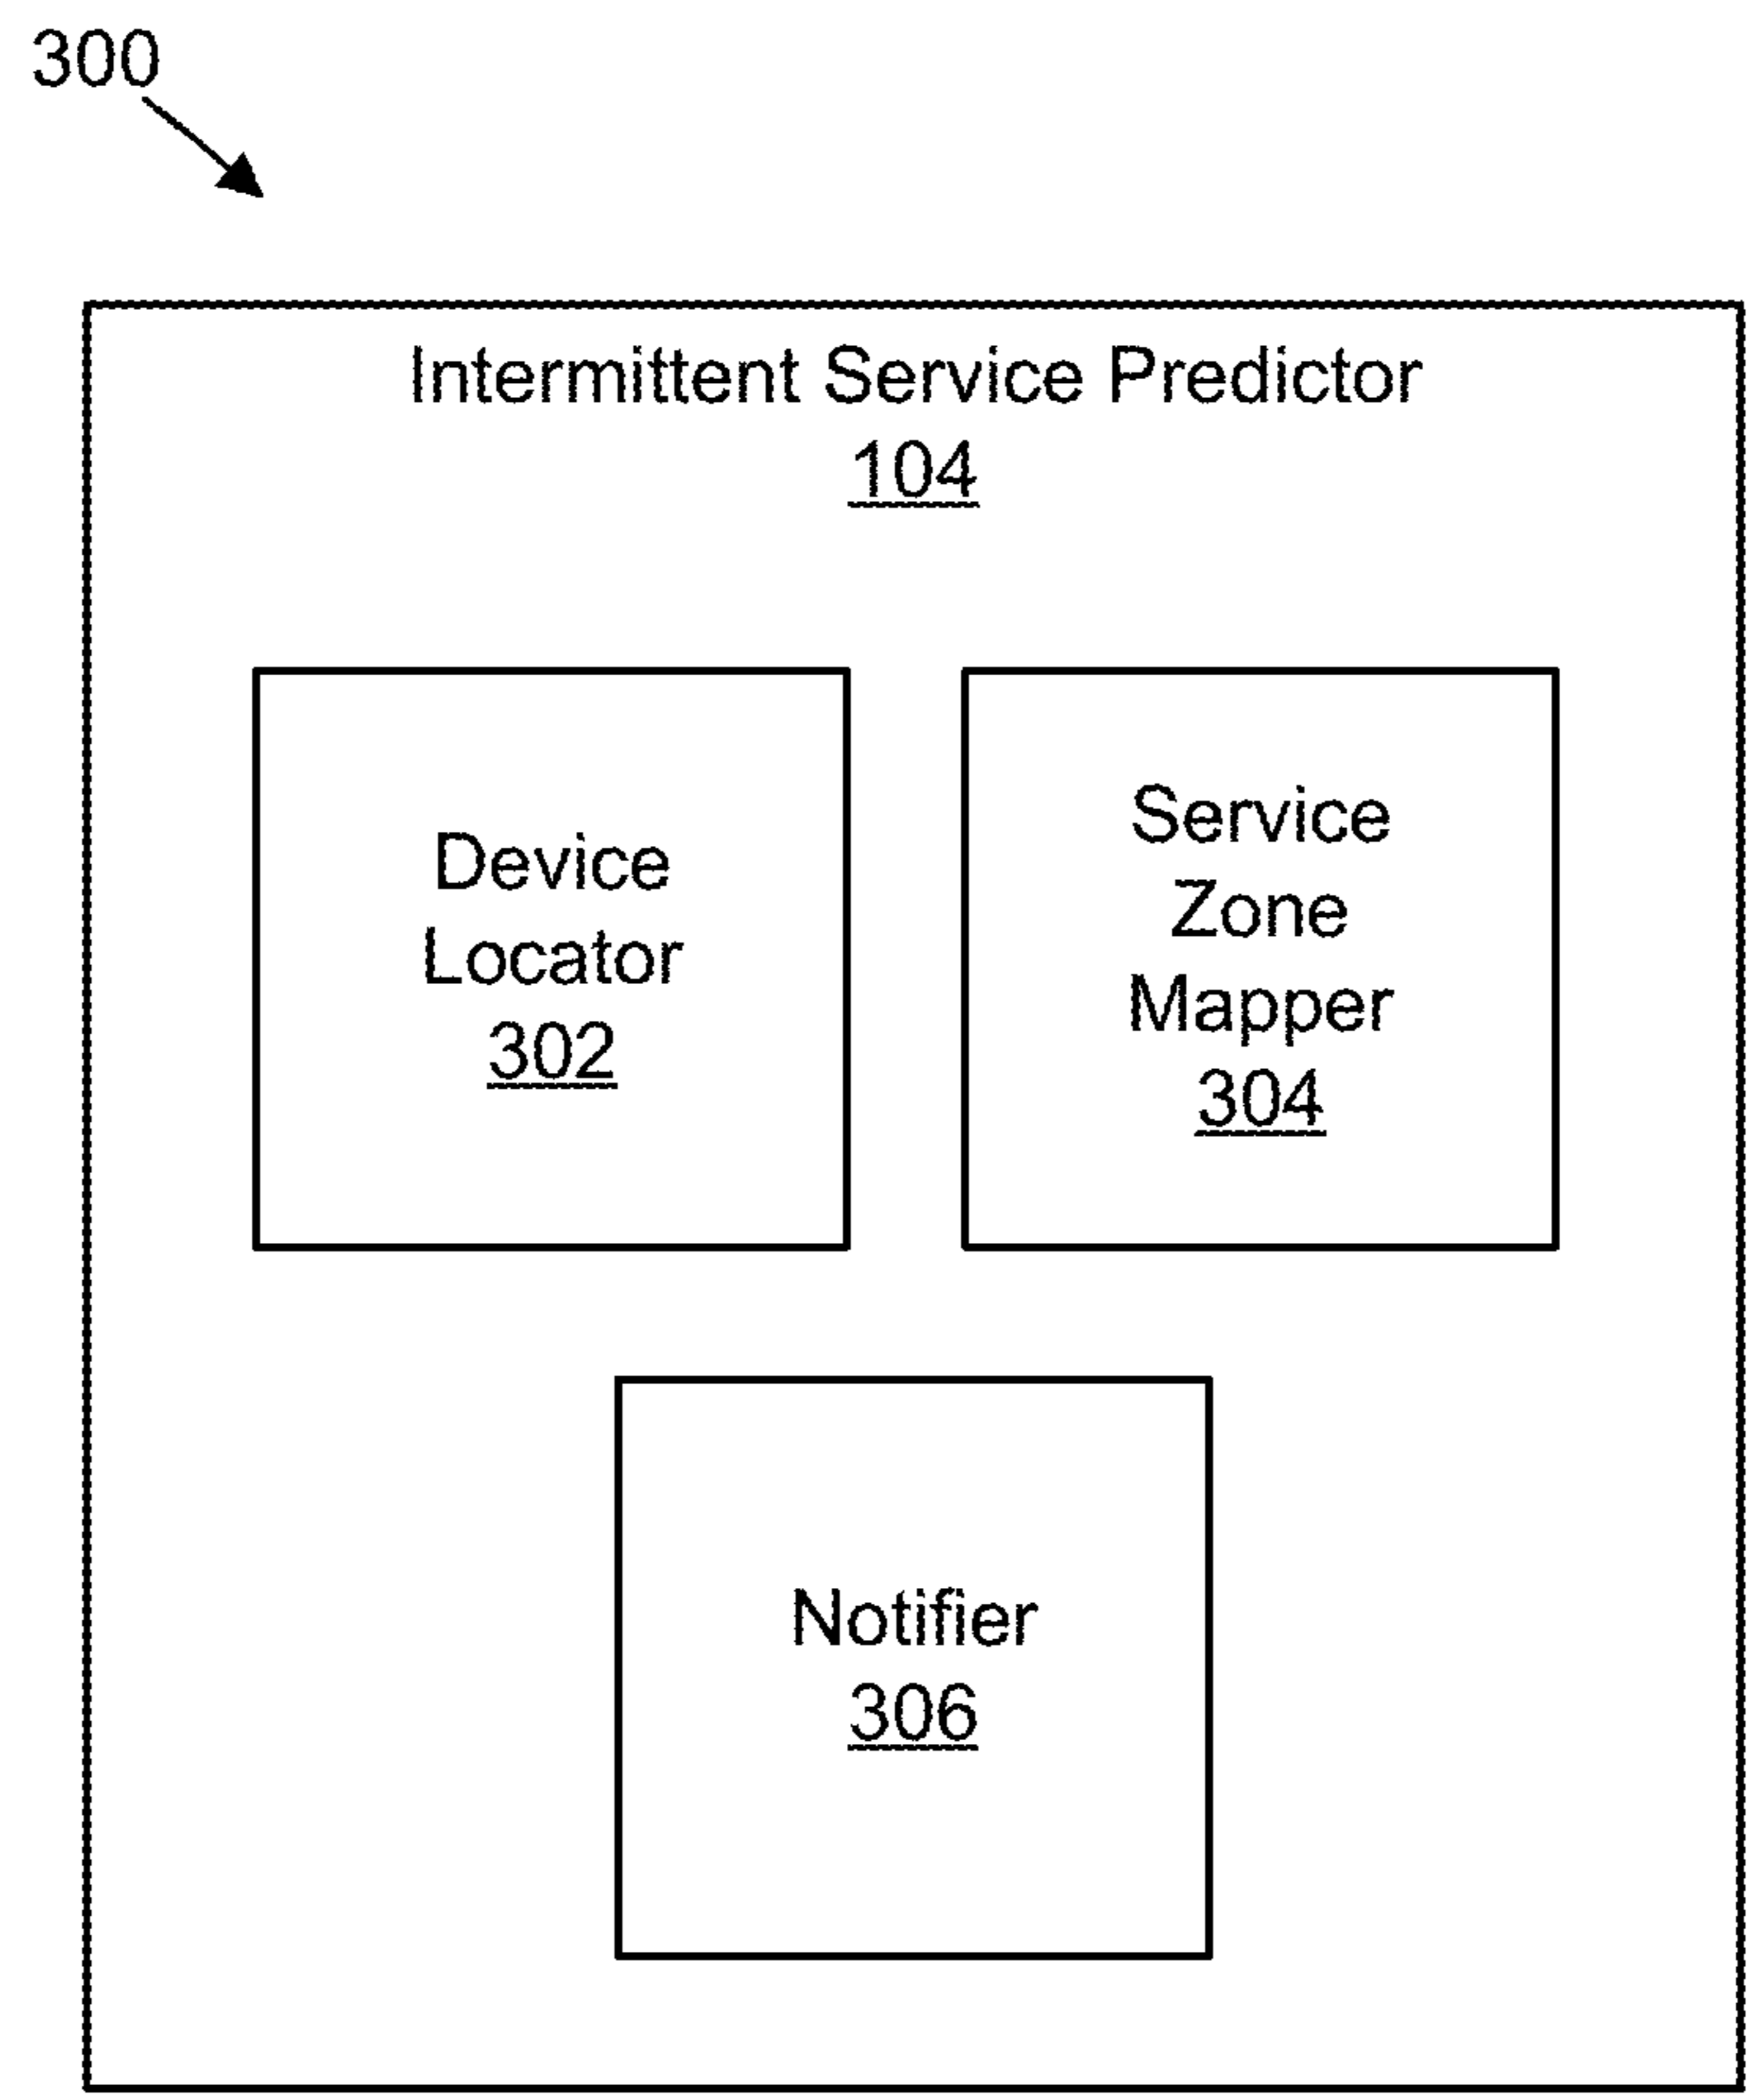 300
Intermittent Service Predictor
104
Device
Locator
302
Service
Zone
Mapper
304
Notifier
306